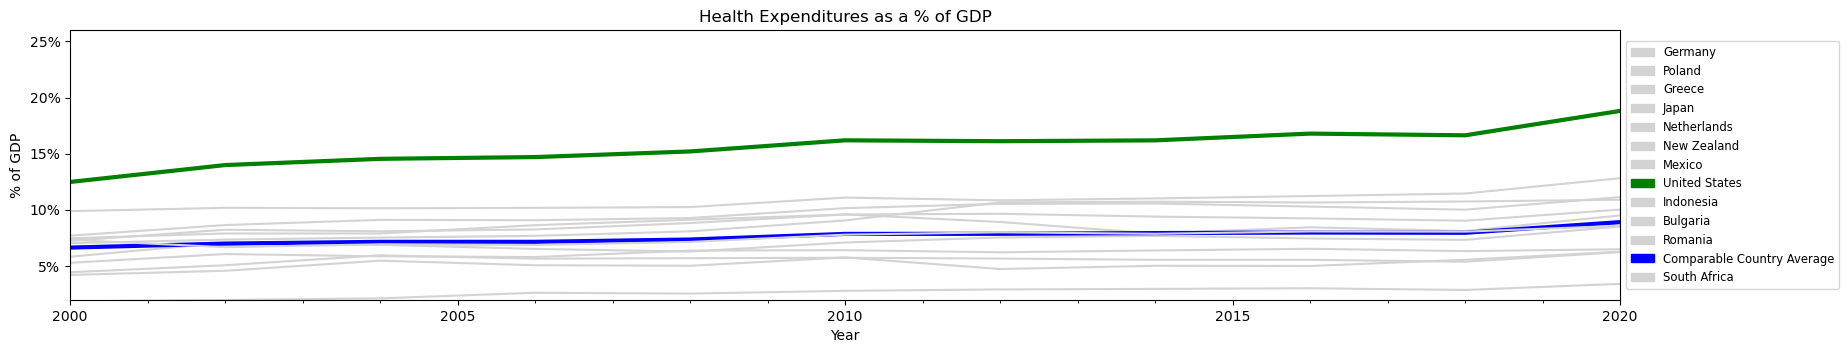 Health Expenditures as a % of GDP
25%
20%
15%
10%
5%
% of GDP
2000
2005
2010
2015
2020
Year
Germany
Poland
Greece
Japan
Netherlands
New Zealand
Mexico
United States
Indonesia
Bulgaria
Romania
Comparable Country Average
South Africa